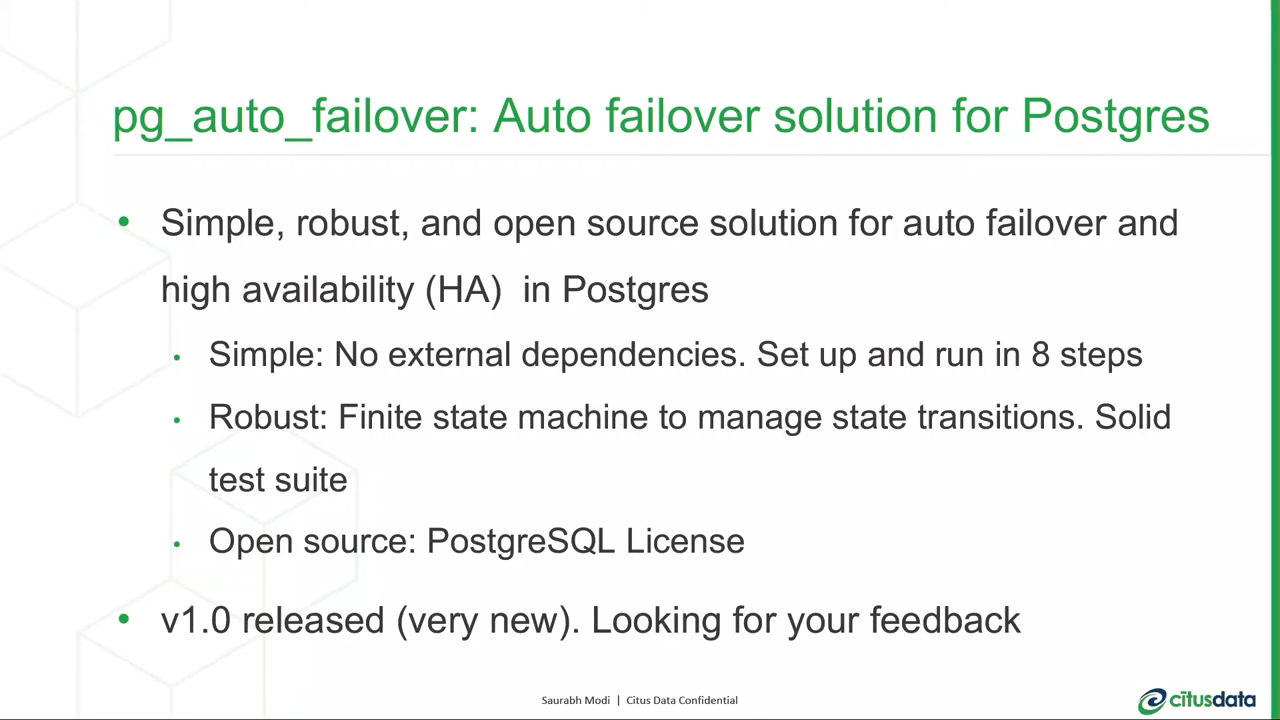 pg_auto_failover: Auto failover solution for Postgres
• Simple, robust, and open source solution for auto failover and
high availability (HA)  in Postgres
• Simple: No external dependencies. Set up and run in 8 steps
• Robust: Finite state machine to manage state transitions. Solid
test suite
• Open source: PostgreSQL License
• v1.0 released (very new). Looking for your feedback
Saurabh Modi | Citus Data Confidential
citusdata